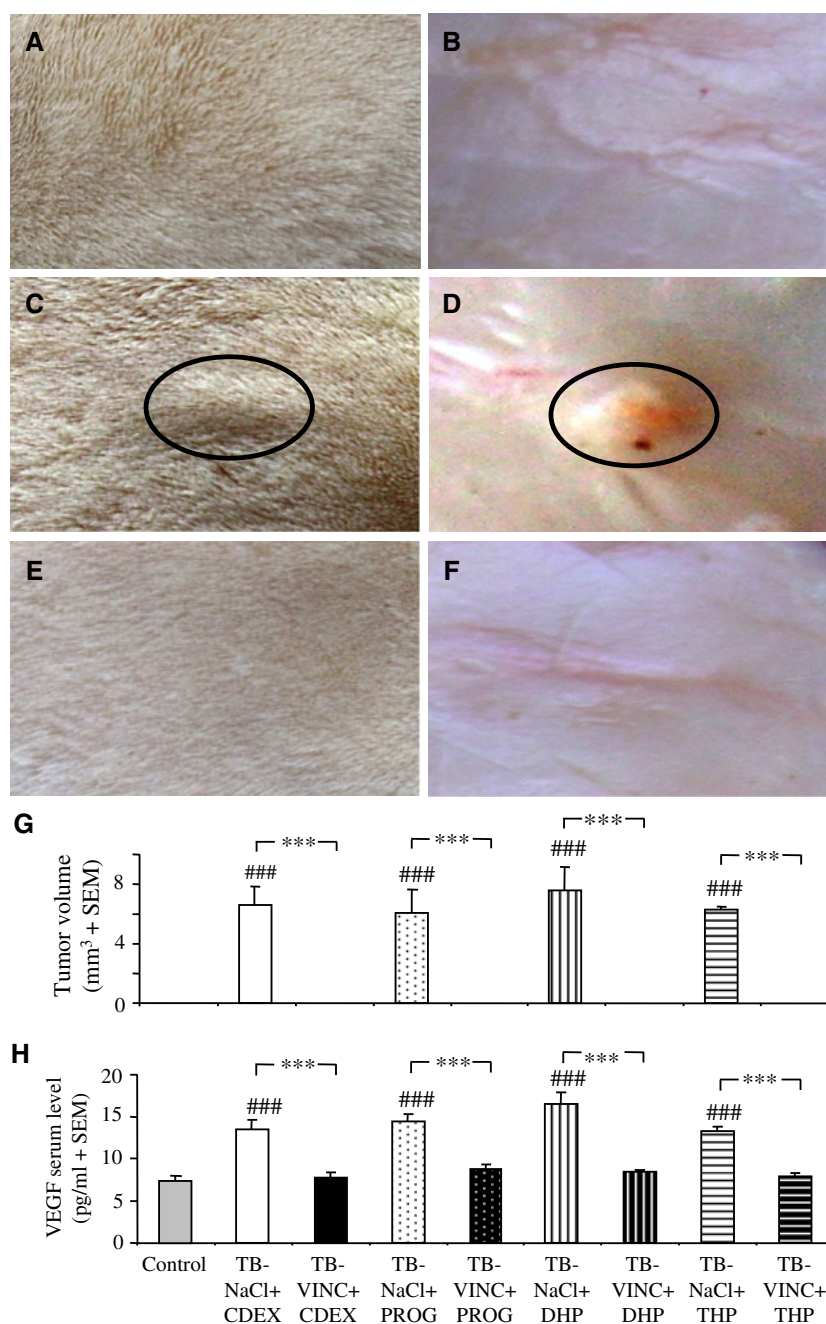 A
B
C
D
E
F
G
Tumor volume
(mm³ + SEM)
8
4
0
***
***
***
***
###
###
###
###
H
VEGF serum level
(pg/ml + SEM)
20
15
10
5
0
***
***
***
***
###
###
###
###
Control
TB-
NaCl+
CDEX
TB-
VINC+
CDEX
TB-
NaCl+
PROG
TB-
VINC+
PROG
TB-
NaCl+
DHP
TB-
VINC+
DHP
TB-
NaCl+
THP
TB-
VINC+
THP